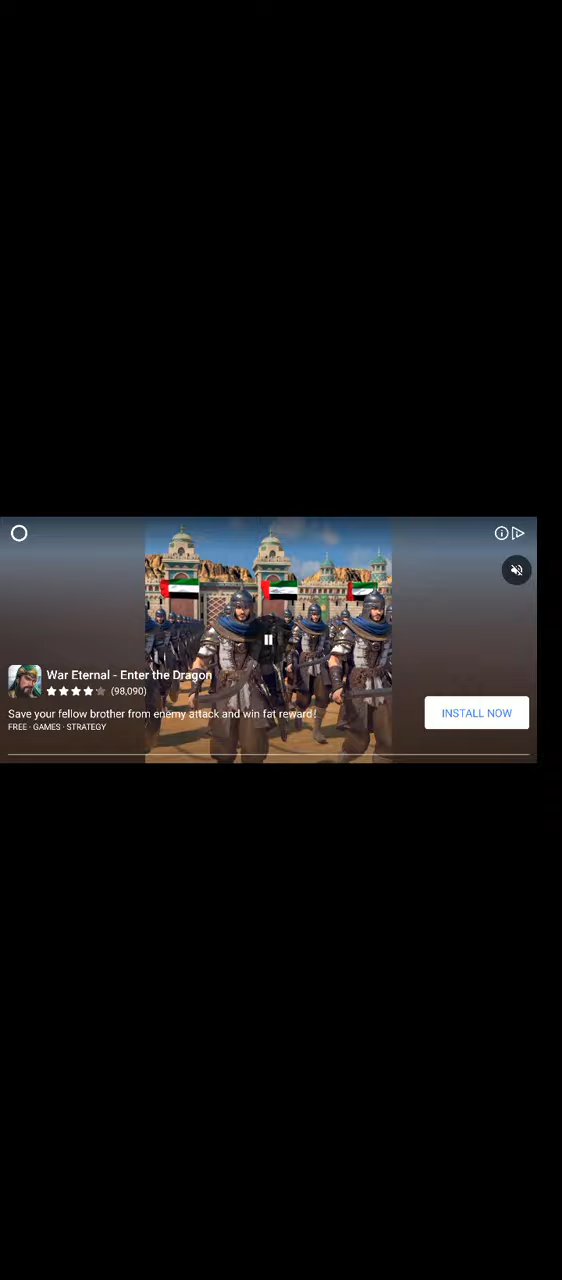 War Eternal - Enter the Dragon
(98,090)
Save your fellow brother from enemy attack and win fat reward!
FREE · GAMES · STRATEGY
INSTALL NOW